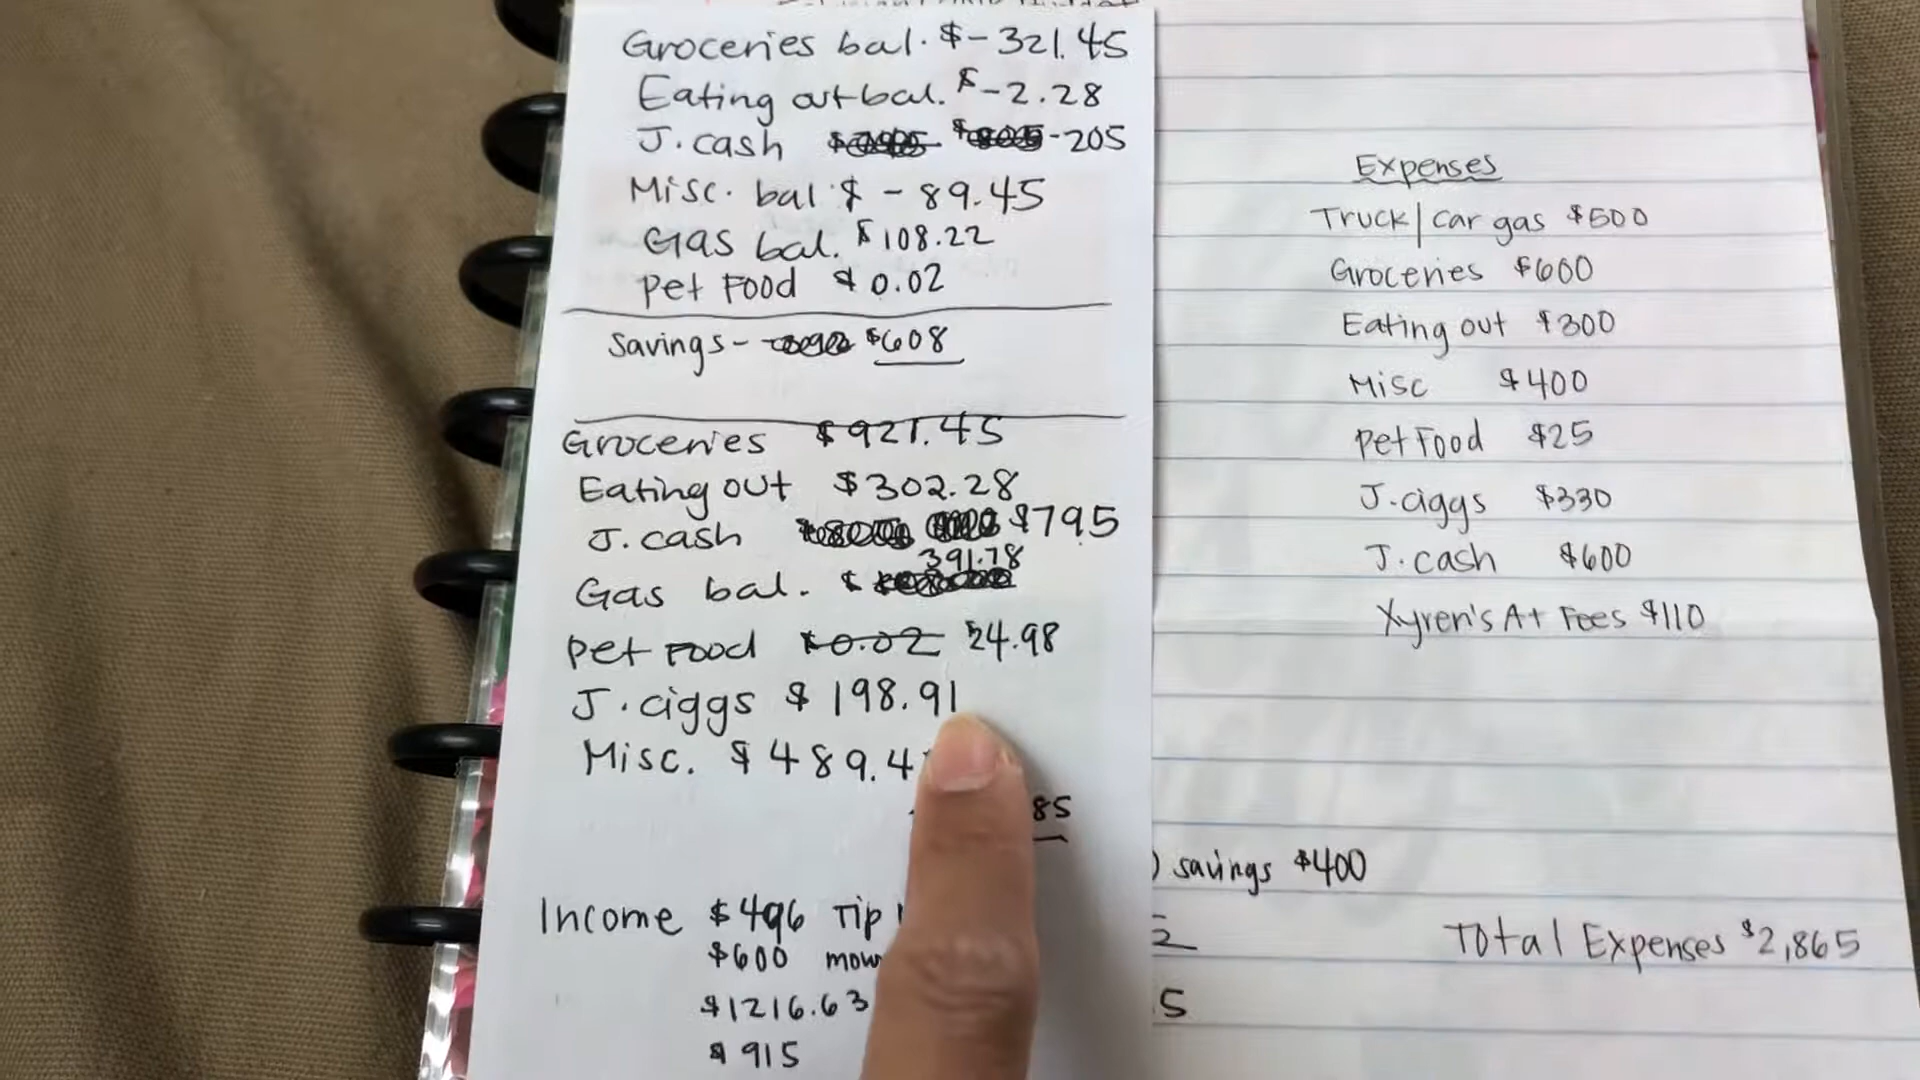 Groceries bal. $-321.45
Eating out bal. $-2.28
J. cash -205
Misc. bal $ -89.45
Gas bal. $108.22
Pet Food $0.02
Savings- $608
Groceries $921.45
Eating out $302.28
J. cash $795
391.78
Gas bal. $
Pet Food $0.02 24.98
J. ciggs $198.91
Misc. $489.4
85
Income $496 Tip
$600
$1216.63
$915
Expenses
Truck/car gas $500
Groceries $600
Eating out $300
Misc $400
Pet Food $25
J. ciggs $330
J. cash $600
Xyren's A+ Fees $110
) savings $400
2
Total Expenses $2,865
5